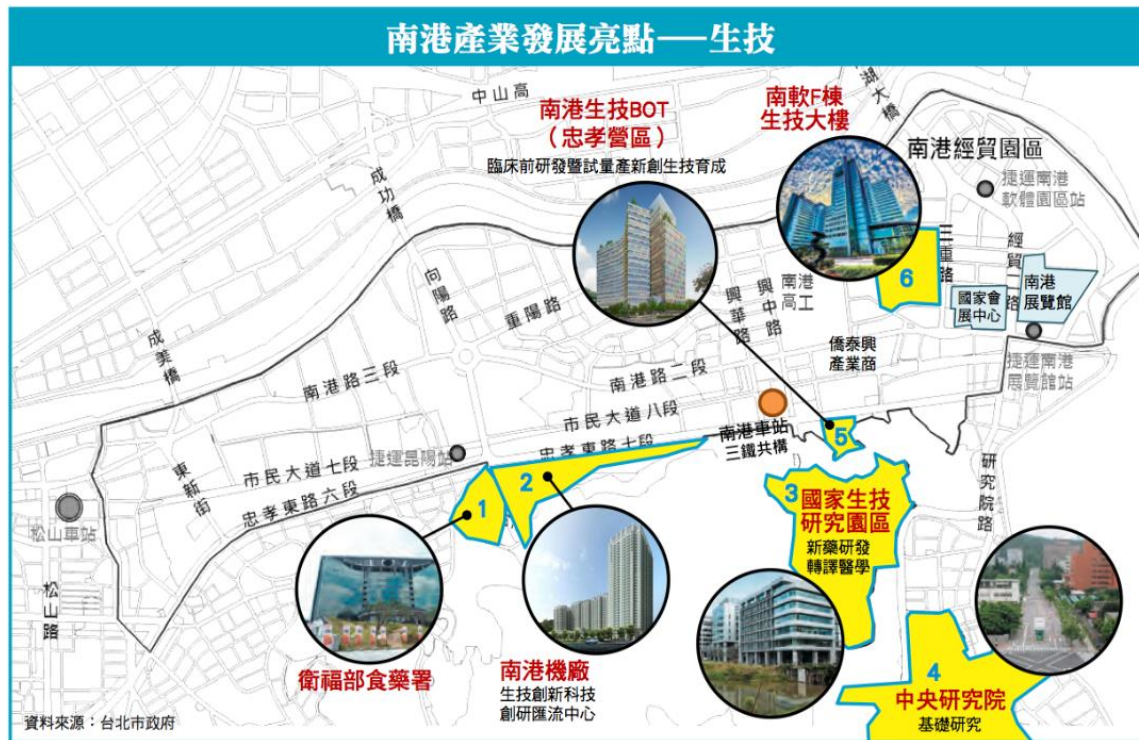 南港產業發展亮點——生技
中山高
湖大橋
南港生技BOT
（忠孝營區）
臨床前研發暨試量產新創生技育成
南軟F棟
生技大樓
南港經貿園區
捷運南港
軟體園區站
成功橋
向陽路
重陽路
成美橋
南港路三段
南港路二段
興華路
興中路
南港
高工
三重路
經貿二路
6
國家會
展中心
南港
展覽館
捷運南港
展覽館站
僑泰興
產業商
市民大道八段
南港車站
三鐵共構
5
忠孝東路七段
捷運昆陽站
市民大道七段
忠孝東路六段
東新街
松山車站
松山路
研究院路
1
2
3
國家生技
研究園區
新藥研發
轉譯醫學
衛福部食藥署
南港機廠
生技創新科技
創研匯流中心
4
中央研究院
基礎研究
資料來源：台北市政府